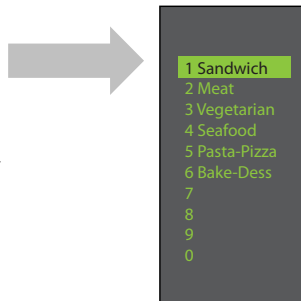 1 Sandwich
2 Meat
3 Vegetarian
4 Seafood
5 Pasta-Pizza
6 Bake-Dess
7
8
9
0